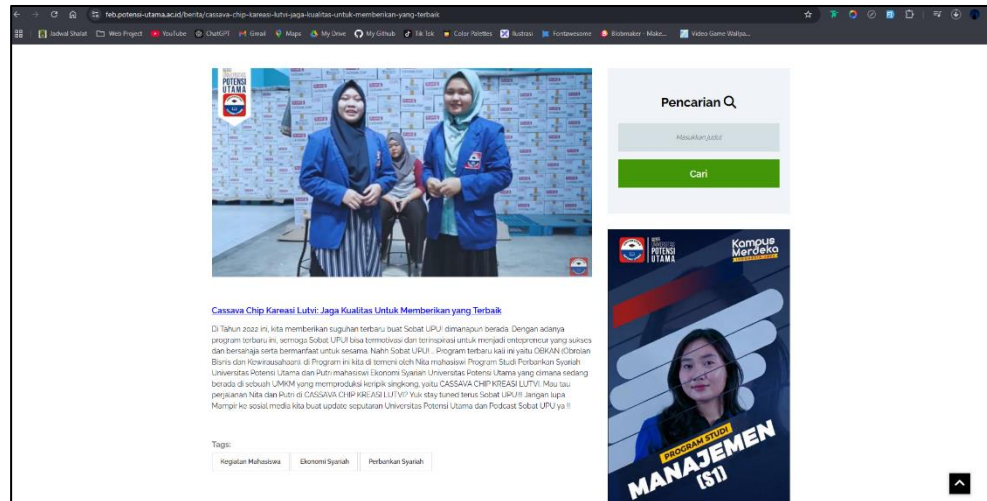 feb.potensi-utama.ac.id/berita/cassava-chip-kareasi-lutvi-jaga-kualitas-untuk-memberikan-yang-terbaik
Jadwal Shalat Web Project YouTube ChatGPT Gmail Maps My Drive My Github Tik Tok Color Palettes Ilustrasi Fontawesome Blobmaker - Make... Video Game Wallpa...
UNIVERSITAS
POTENSI
UTAMA
Pencarian
Masukkan judul
Cari
UNIVERSITAS
POTENSI
UTAMA
Kampus
Merdeka
Cassava Chip Kareasi Lutvi: Jaga Kualitas Untuk Memberikan yang Terbaik
Di Tahun 2022 ini, kita memberikan suguhan terbaru buat Sobat UPU! dimanapun berada. Dengan adanya
program terbaru ini, semoga Sobat UPU! bisa termotivasi dan terinspirasi untuk menjadi entepreneur yang sukses
dan bersahaja serta bermanfaat untuk sesama. Nahh Sobat UPU! .. Program terbaru kali ini yaitu OBKAN (Obrolan
Bisnis dan Kewirausahaan). di Program ini kita di temeni oleh Nita mahasiswi Program Studi Perbankan Syariah
Universitas Potensi Utama dan Putri mahasiswi Ekonomi Syariah Universitas Potensi Utama yang dimana sedang
berada di sebuah UMKM yang memproduksi keripik singkong, yaitu CASSAVA CHIP KREASI LUTVI. Mau tau
perjalanan Nita dan Putri di CASSAVA CHIP KREASI LUTVI? Yuk stay tuned terus Sobat UPU!!! Jangan lupa
Mampir ke sosial media kita buat update seputaran Universitas Potensi Utama dan Podcast Sobat UPU ya !!
Tags:
Kegiatan Mahasiswa Ekonomi Syariah Perbankan Syariah
PROGRAM STUDI
MANAJEMEN
(S1)